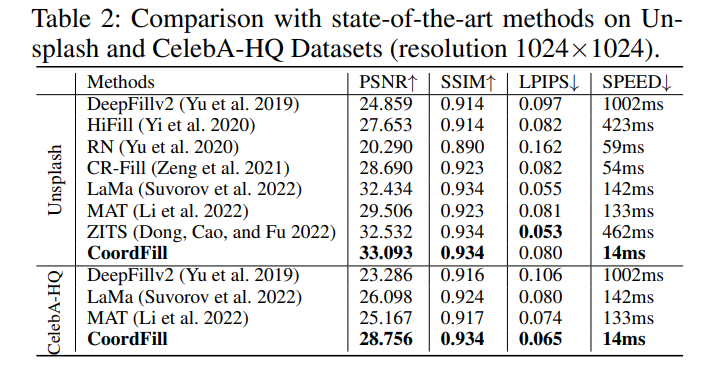 Table 2: Comparison with state-of-the-art methods on Un-
splash and CelebA-HQ Datasets (resolution 1024×1024).
Methods PSNR↑ SSIM↑ LPIPS↓ SPEED↓
Unsplash
DeepFillv2 (Yu et al. 2019) 24.859 0.914 0.097 1002ms
HiFill (Yi et al. 2020) 27.653 0.914 0.082 423ms
RN (Yu et al. 2020) 20.290 0.890 0.162 59ms
CR-Fill (Zeng et al. 2021) 28.690 0.923 0.082 54ms
LaMa (Suvorov et al. 2022) 32.434 0.934 0.055 142ms
MAT (Li et al. 2022) 29.506 0.923 0.081 133ms
ZITS (Dong, Cao, and Fu 2022) 32.532 0.934 0.053 462ms
CoordFill 33.093 0.934 0.080 14ms
CelebA-HQ
DeepFillv2 (Yu et al. 2019) 23.286 0.916 0.106 1002ms
LaMa (Suvorov et al. 2022) 26.098 0.924 0.080 142ms
MAT (Li et al. 2022) 25.167 0.917 0.074 133ms
CoordFill 28.756 0.934 0.065 14ms